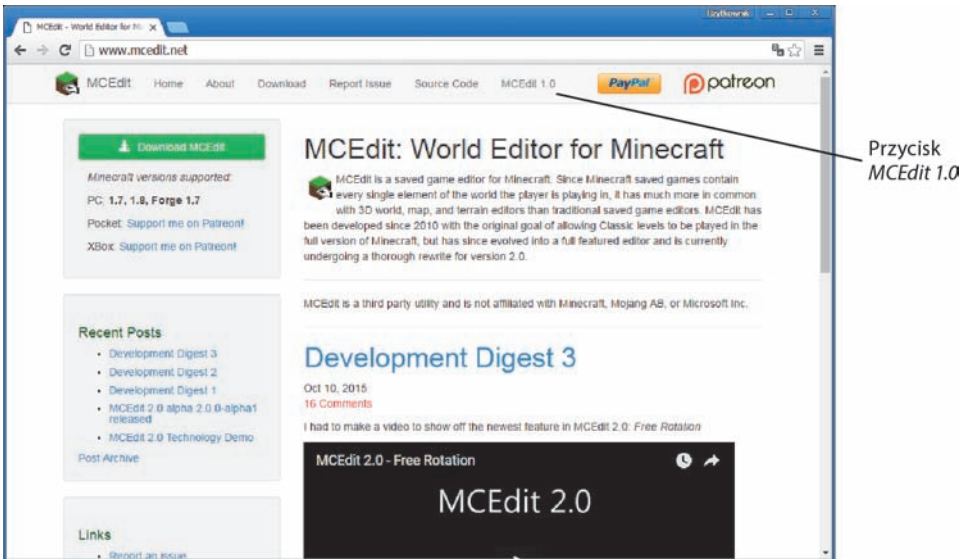 Użytkownik
MCEdit - World Editor for Mi
www.mcedit.net
MCEdit Home About Download Report Issue Source Code MCEdit 1.0 PayPal patreon
Przycisk
MCEdit 1.0
Download MCEdit
Minecraft versions supported:
PC: 1.7, 1.8, Forge 1.7
Pocket: Support me on Patreon!
XBox: Support me on Patreon!
Recent Posts
• Development Digest 3
• Development Digest 2
• Development Digest 1
• MCEdit 2.0 alpha 2.0.0-alpha1
released
• MCEdit 2.0 Technology Demo
Post Archive
Links
• Report an issue
MCEdit: World Editor for Minecraft
MCEdit is a saved game editor for Minecraft. Since Minecraft saved games contain
every single element of the world the player is playing in, it has much more in common
with 3D world, map, and terrain editors than traditional saved game editors. MCEdit has
been developed since 2010 with the original goal of allowing Classic levels to be played in the
full version of Minecraft, but has since evolved into a full featured editor and is currently
undergoing a thorough rewrite for version 2.0.
MCEdit is a third party utility and is not affiliated with Minecraft, Mojang AB, or Microsoft Inc.
Development Digest 3
Oct 10, 2015
16 Comments
I had to make a video to show off the newest feature in MCEdit 2.0: Free Rotation
MCEdit 2.0 - Free Rotation
MCEdit 2.0